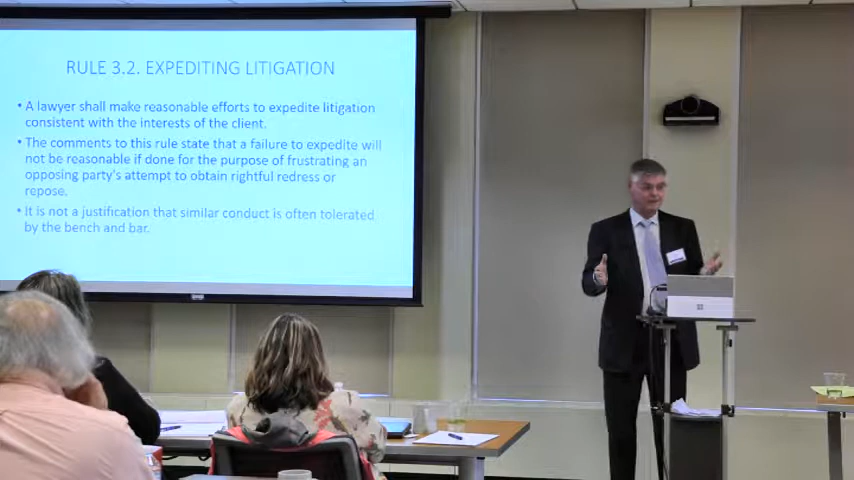 RULE 3.2. EXPEDITING LITIGATION
• A lawyer shall make reasonable efforts to expedite litigation
consistent with the interests of the client.
• The comments to this rule state that a failure to expedite will
not be reasonable if done for the purpose of frustrating an
opposing party's attempt to obtain rightful redress or
repose.
• It is not a justification that similar conduct is often tolerated
by the bench and bar.